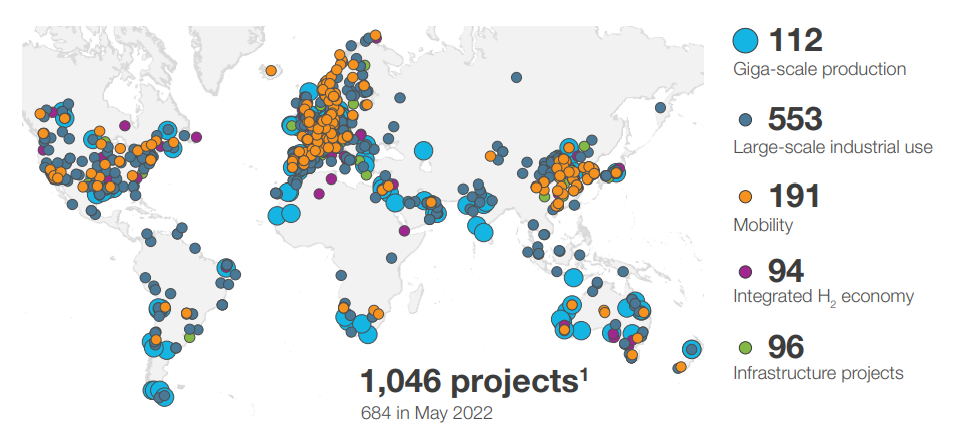 112
Giga-scale production
553
Large-scale industrial use
191
Mobility
94
Integrated H₂ economy
96
Infrastructure projects
1,046 projects¹
684 in May 2022